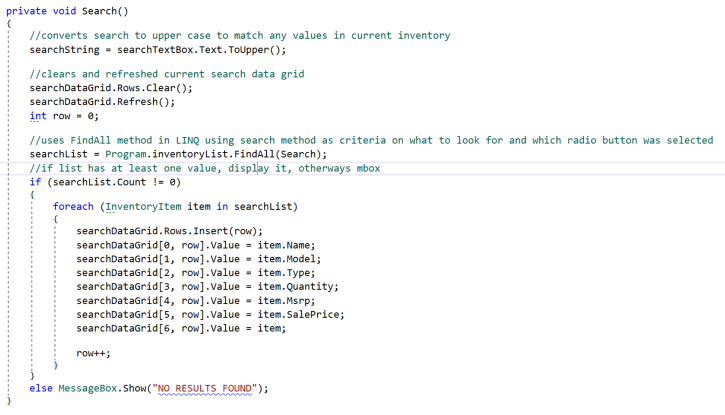 private void Search()
{
//converts search to upper case to match any values in current inventory
searchString = searchTextBox.Text.ToUpper();
//clears and refreshed current search data grid
searchDataGrid.Rows.Clear();
searchDataGrid.Refresh();
int row = 0;
//uses FindAll method in LINQ using search method as criteria on what to look for and which radio button was selected
searchList = Program.inventoryList.FindAll(Search);
//if list has at least one value, display it, otherways mbox
if (searchList.Count != 0)
{
foreach (InventoryItem item in searchList)
{
searchDataGrid.Rows.Insert(row);
searchDataGrid[0, row].Value = item.Name;
searchDataGrid[1, row].Value = item.Model;
searchDataGrid[2, row].Value = item.Type;
searchDataGrid[3, row].Value = item.Quantity;
searchDataGrid[4, row].Value = item.Msrp;
searchDataGrid[5, row].Value = item.SalePrice;
searchDataGrid[6, row].Value = item;
row++;
}
}
else MessageBox.Show("NO RESULTS FOUND");
}